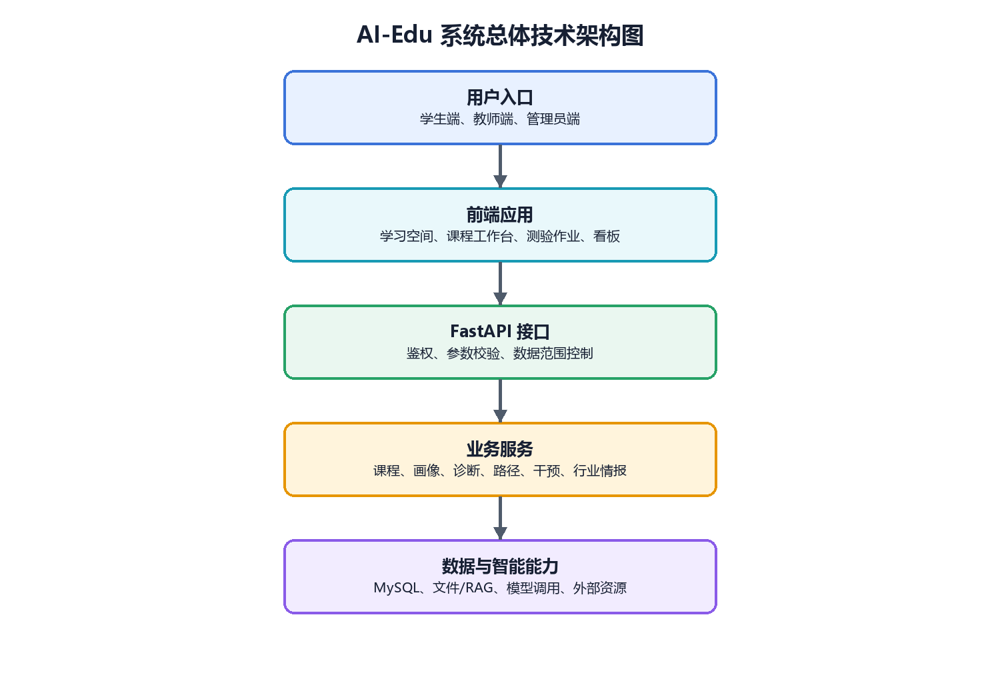 AI-Edu 系统总体技术架构图
用户入口
学生端、教师端、管理员端
前端应用
学习空间、课程工作台、测验作业、看板
FastAPI 接口
鉴权、参数校验、数据范围控制
业务服务
课程、画像、诊断、路径、干预、行业情报
数据与智能能力
MySQL、文件/RAG、模型调用、外部资源